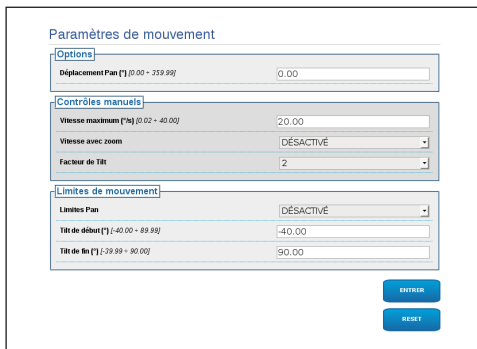 Paramètres de mouvement
Options
Déplacement Pan (°) [0.00 ÷ 359.99] 0.00
Contrôles manuels
Vitesse maximum (°/s) [0.02 ÷ 40.00] 20.00
Vitesse avec zoom DÉSACTIVÉ
Facteur de Tilt 2
Limites de mouvement
Limites Pan DÉSACTIVÉ
Tilt de début (°) [-40.00 ÷ 89.99] -40.00
Tilt de fin (°) [-39.99 ÷ 90.00] 90.00
ENTRER
RESET